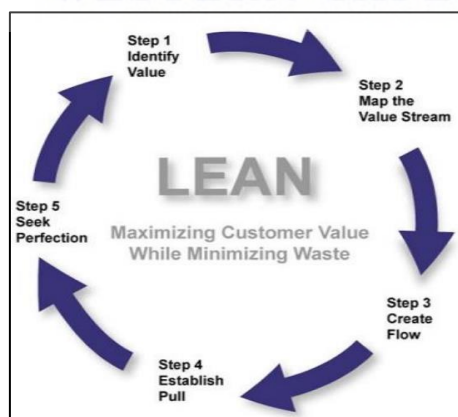 Step 1
Identify
Value
Step 2
Map the
Value Stream
LEAN
Maximizing Customer Value
While Minimizing Waste
Step 5
Seek
Perfection
Step 3
Create
Flow
Step 4
Establish
Pull